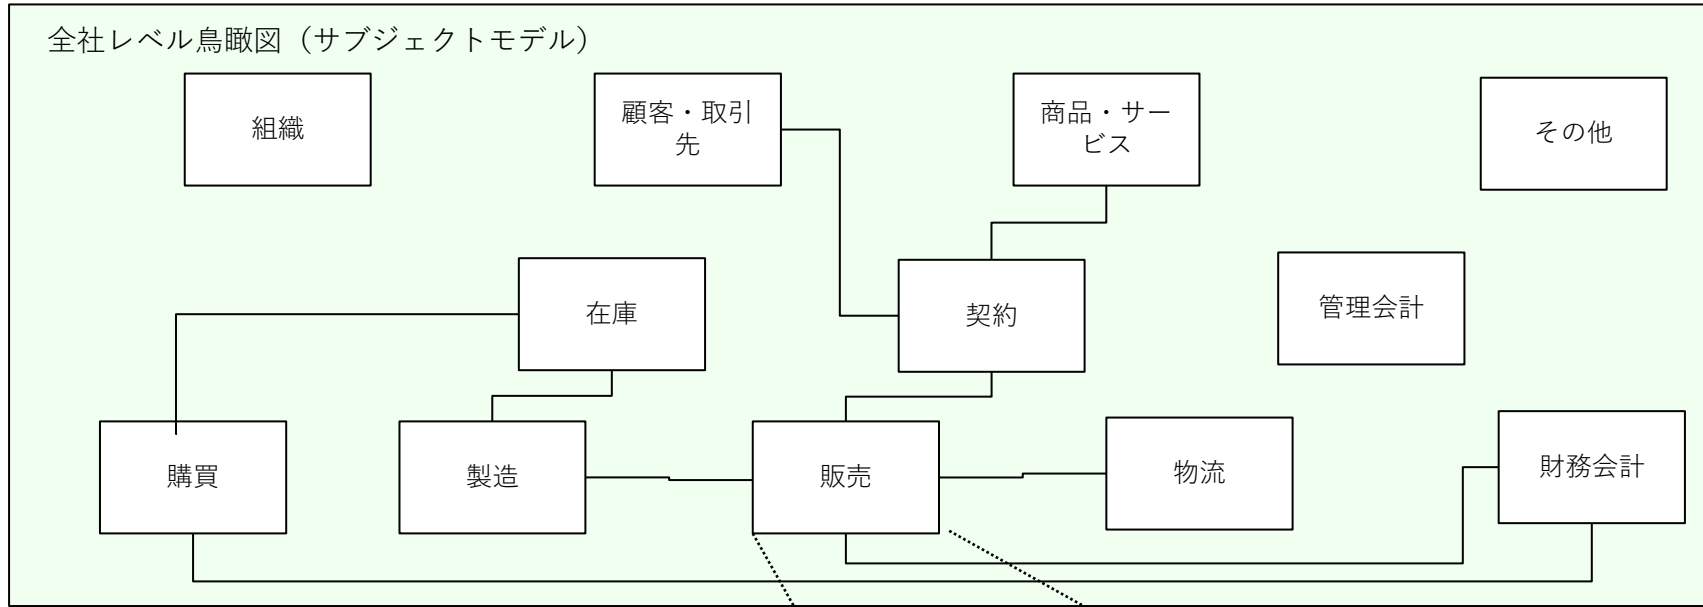 全社レベル鳥瞰図（サブジェクトモデル）
組織
顧客・取引
先
商品・サー
ビス
その他
在庫
契約
管理会計
購買
製造
販売
物流
財務会計